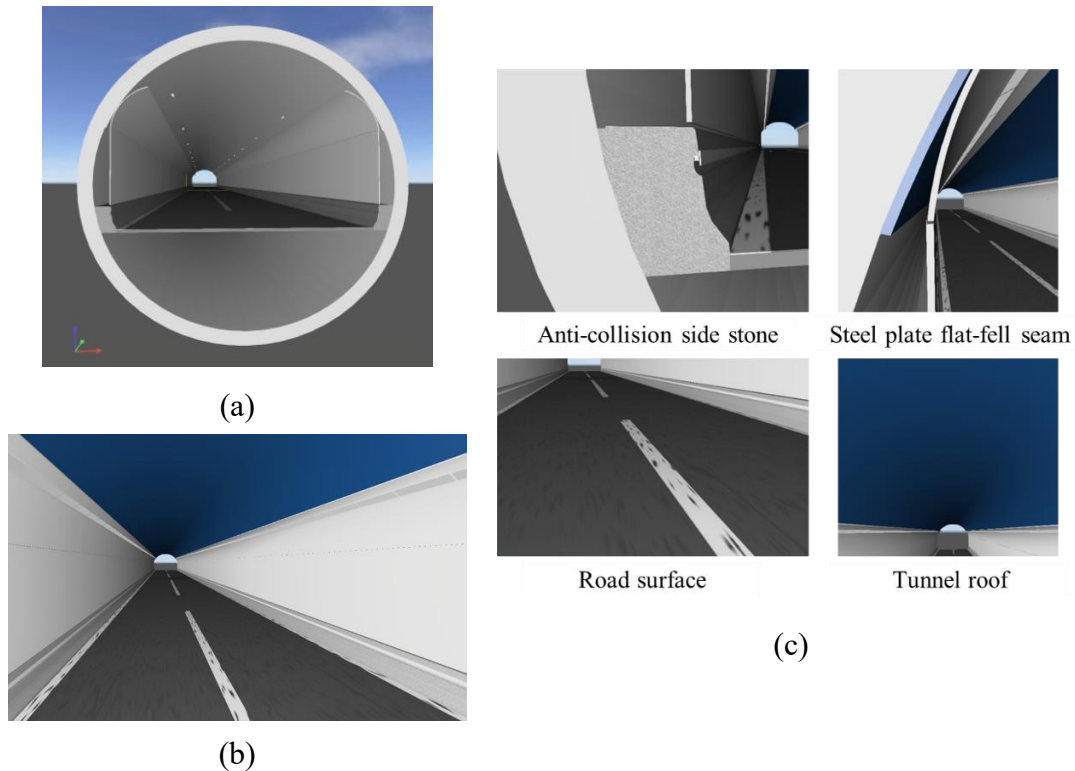 (a)
(b)
Anti-collision side stone
Steel plate flat-fell seam
Road surface
Tunnel roof
(c)